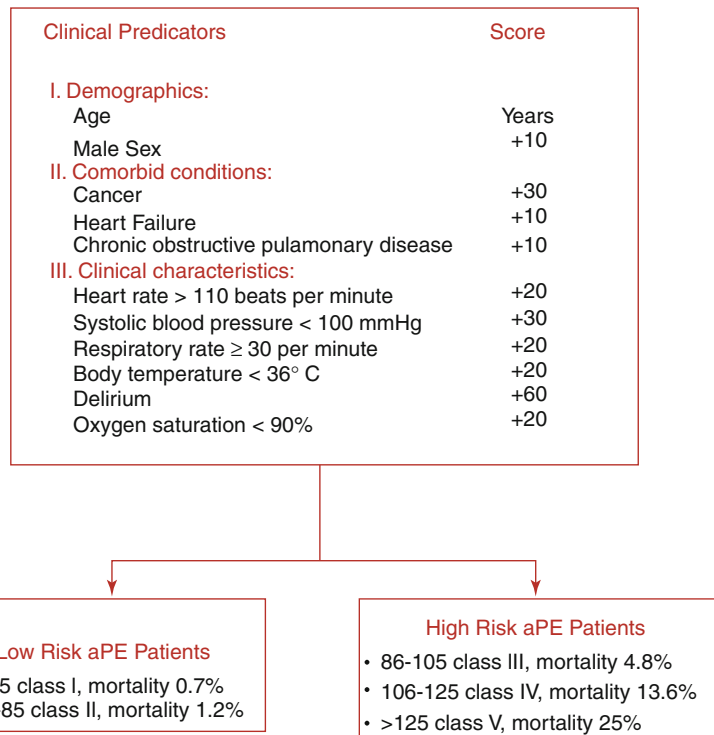 Clinical Predicators Score
I. Demographics:
Age Years
Male Sex +10
II. Comorbid conditions:
Cancer +30
Heart Failure +10
Chronic obstructive pulamonary disease +10
III. Clinical characteristics:
Heart rate > 110 beats per minute +20
Systolic blood pressure < 100 mmHg +30
Respiratory rate ≥ 30 per minute +20
Body temperature < 36° C +20
Delirium +60
Oxygen saturation < 90% +20
Low Risk aPE Patients
5 class I, mortality 0.7%
-85 class II, mortality 1.2%
High Risk aPE Patients
• 86-105 class III, mortality 4.8%
• 106-125 class IV, mortality 13.6%
• >125 class V, mortality 25%